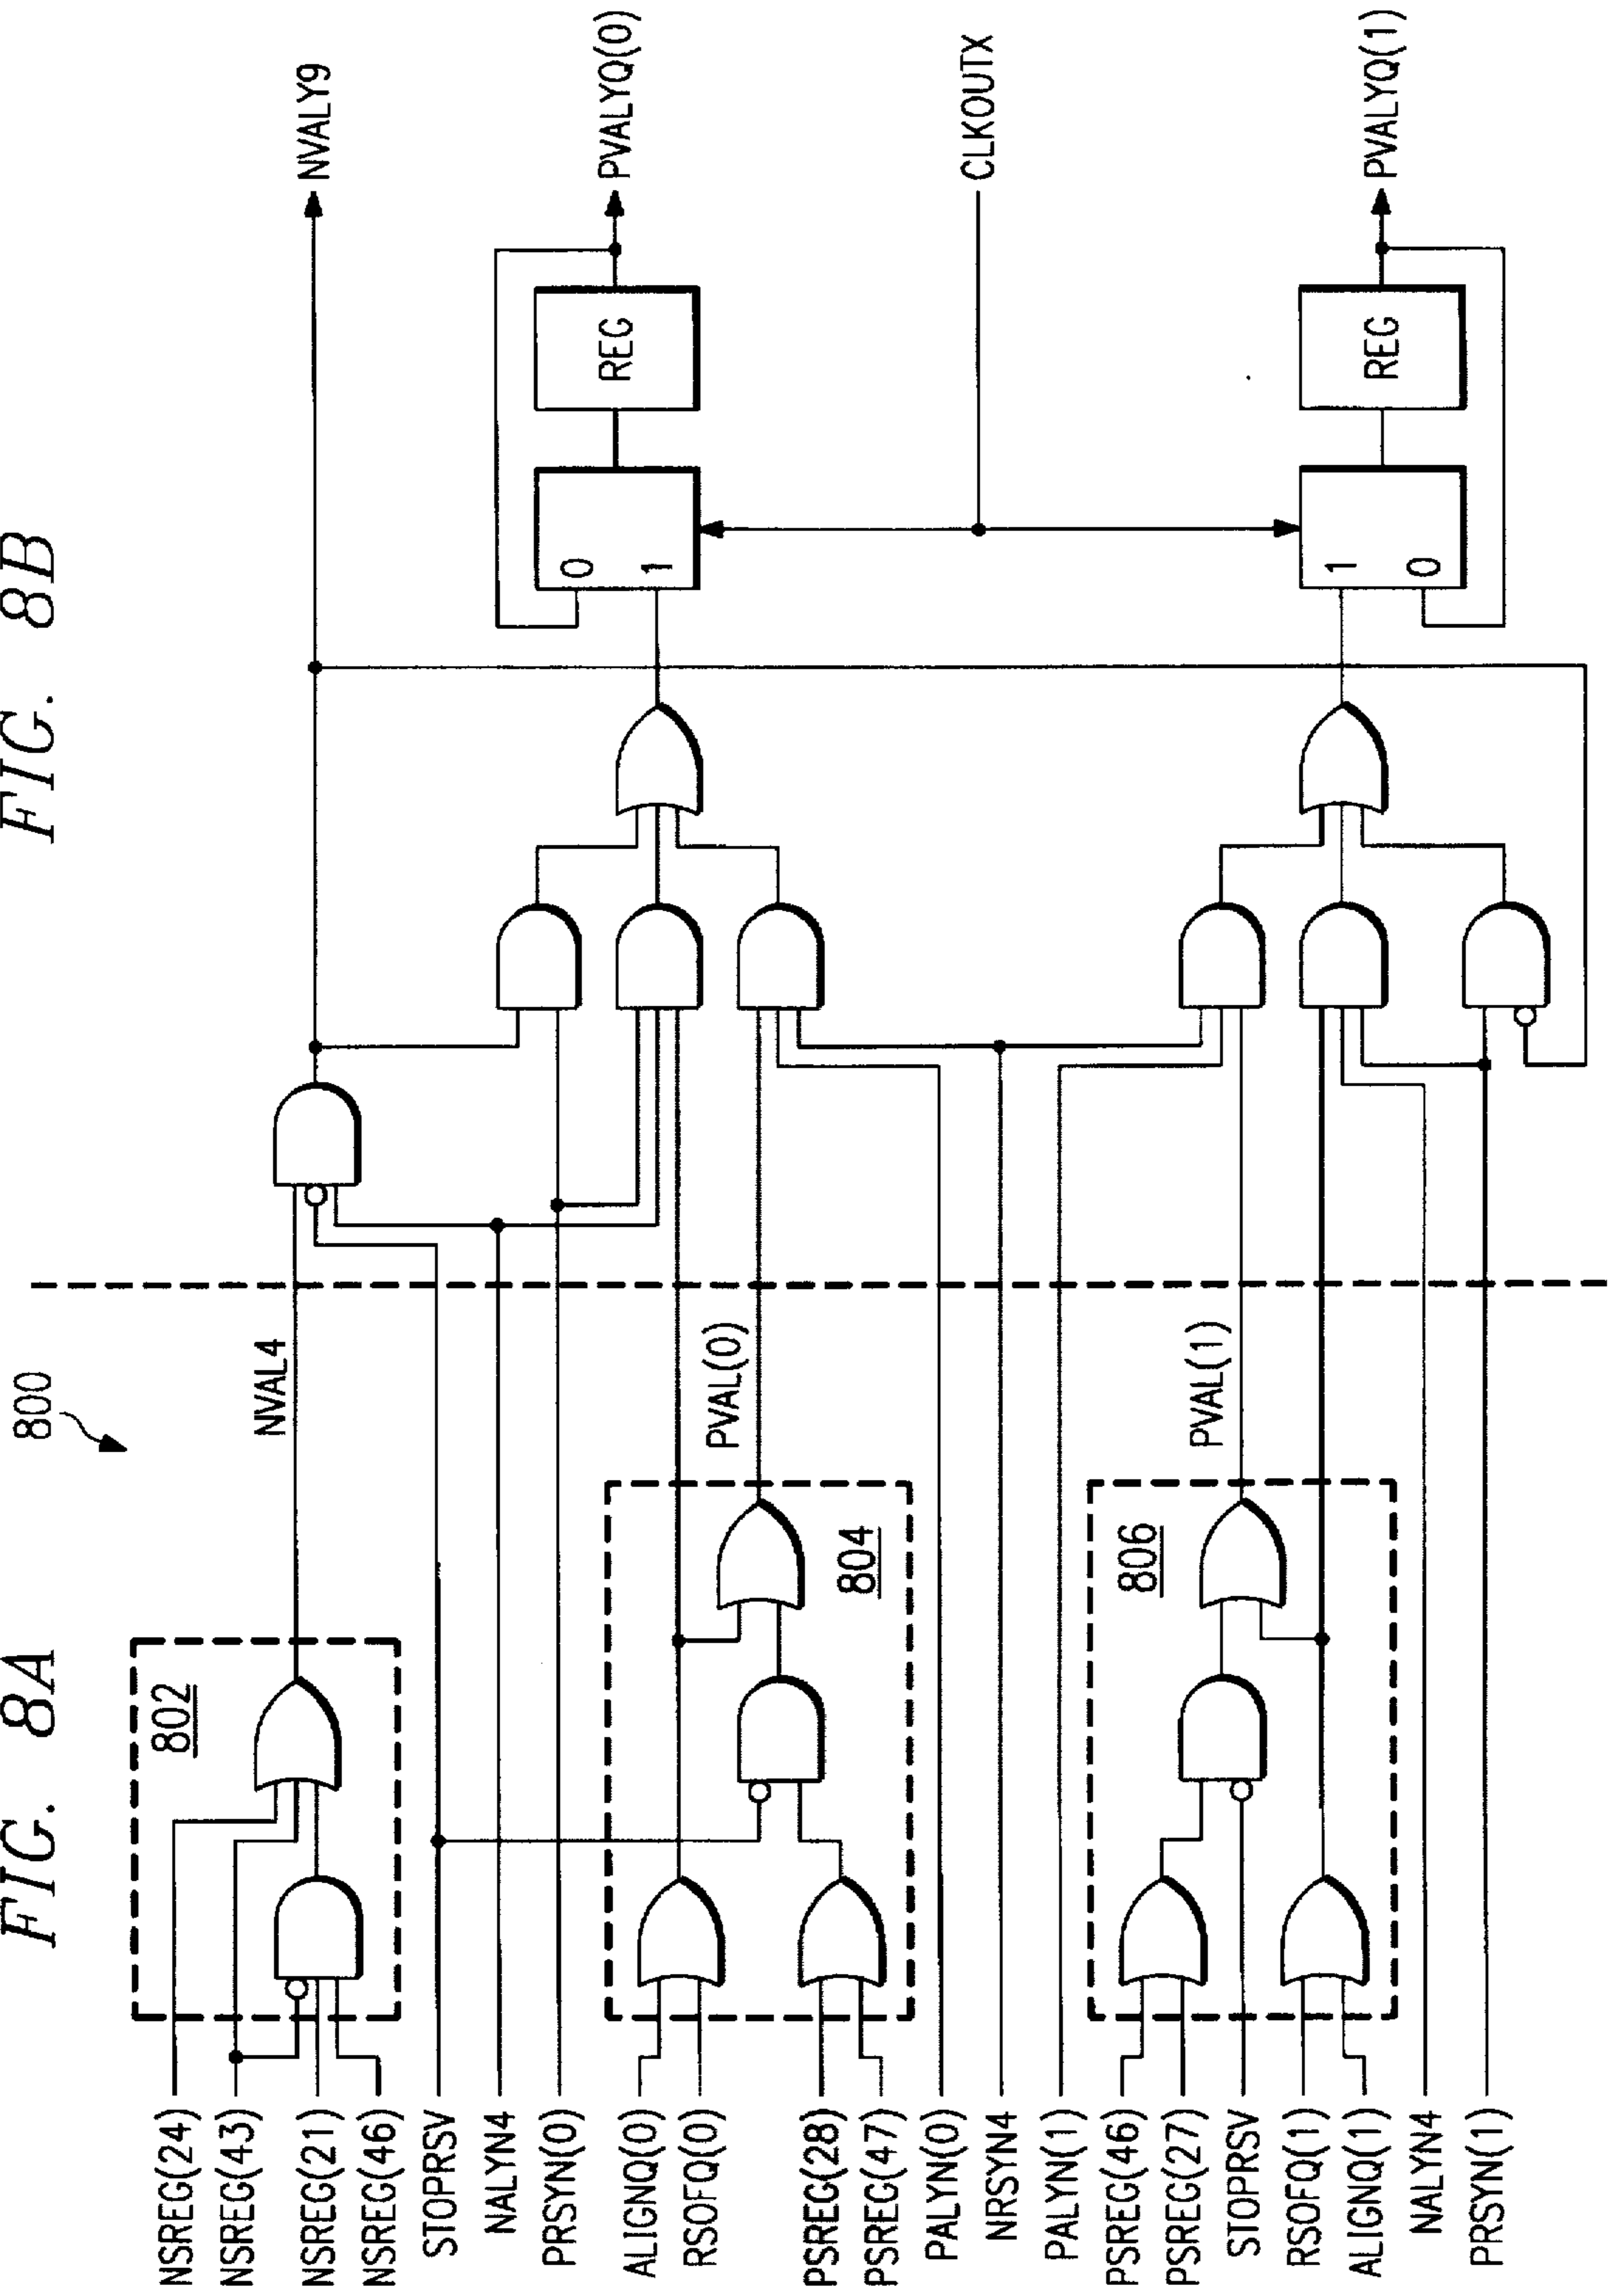 FIG. 8A
FIG. 8B
800
NSREG(24)
NSREG(43)
NSREG(21)
NSREG(46)
STOPRSV
NALYN4
PRSYN(0)
ALIGNQ(0)
RSOFQ(0)
PSREG(28)
PSREG(47)
PALYN(0)
NRSYN4
PALYN(1)
PSREG(46)
PSREG(27)
STOPRSV
RSOFQ(1)
ALIGNQ(1)
NALYN4
PRSYN(1)
802
804
806
NVAL4
PVAL(0)
PVAL(1)
0
1
REG
1
0
REG
NVALY9
PVALYQ(0)
CLKOUTX
PVALYQ(1)